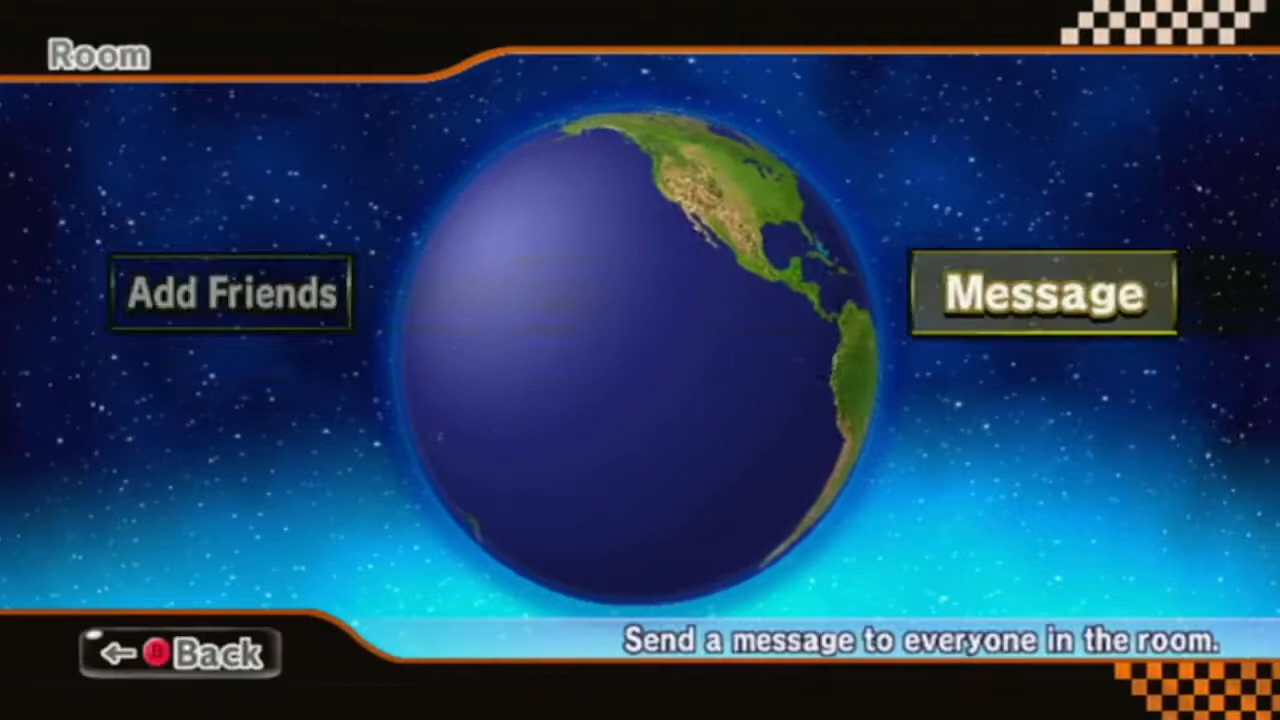 Room
Add Friends
Message
Send a message to everyone in the room.
B Back